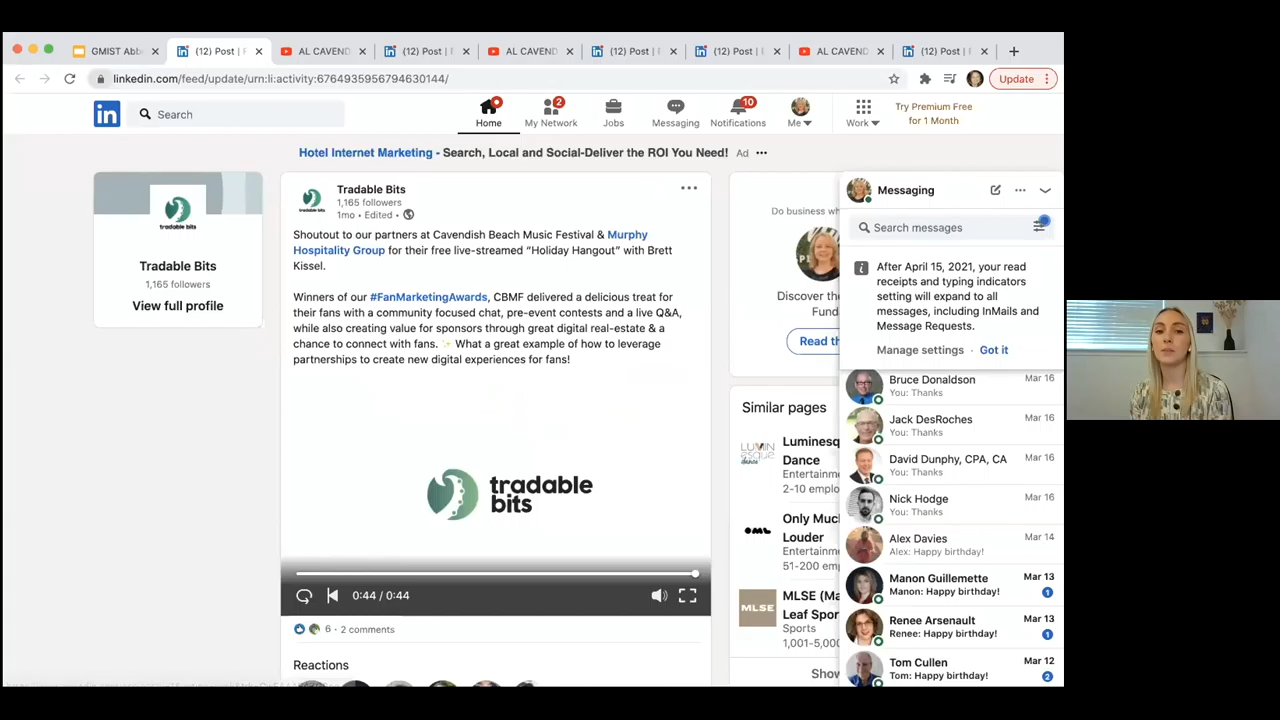 GMIST Abb
(12) Post |
AL CAVEND
(12) Post |
AL CAVEND
(12) Post |
(12) Post |
AL CAVEND
(12) Post |
linkedin.com/feed/update/urn:li:activity:6764935956794630144/
Update
in
Search
2
10
Home
My Network
Jobs
Messaging
Notifications
Me
Work
Try Premium Free
for 1 Month
Hotel Internet Marketing - Search, Local and Social-Deliver the ROI You Need! Ad
tradable bits
Tradable Bits
1,165 followers
View full profile
Tradable Bits
1,165 followers
1mo • Edited •
Shoutout to our partners at Cavendish Beach Music Festival & Murphy
Hospitality Group for their free live-streamed “Holiday Hangout” with Brett
Kissel.
Winners of our #FanMarketingAwards, CBMF delivered a delicious treat for
their fans with a community focused chat, pre-event contests and a live Q&A,
while also creating value for sponsors through great digital real-estate & a
chance to connect with fans. ✨ What a great example of how to leverage
partnerships to create new digital experiences for fans!
tradable
bits
0:44 / 0:44
6 • 2 comments
Reactions
Do business wh
Discover the
Fund
Read th
Similar pages
Luminesq
Dance
Entertainme
2-10 emplo
Only Muc
Louder
Entertainme
51-200 emp
MLSE
MLSE (Ma
Leaf Spor
Sports
1,001-5,000
Show
Messaging
Search messages
After April 15, 2021, your read
receipts and typing indicators
setting will expand to all
messages, including InMails and
Message Requests.
Manage settings · Got it
Bruce Donaldson Mar 16
You: Thanks
Jack DesRoches Mar 16
You: Thanks
David Dunphy, CPA, CA Mar 16
You: Thanks
Nick Hodge Mar 16
You: Thanks
Alex Davies Mar 14
Alex: Happy birthday!
Manon Guillemette Mar 13
Manon: Happy birthday! 1
Renee Arsenault Mar 13
Renee: Happy birthday! 1
Tom Cullen Mar 12
Tom: Happy birthday! 2